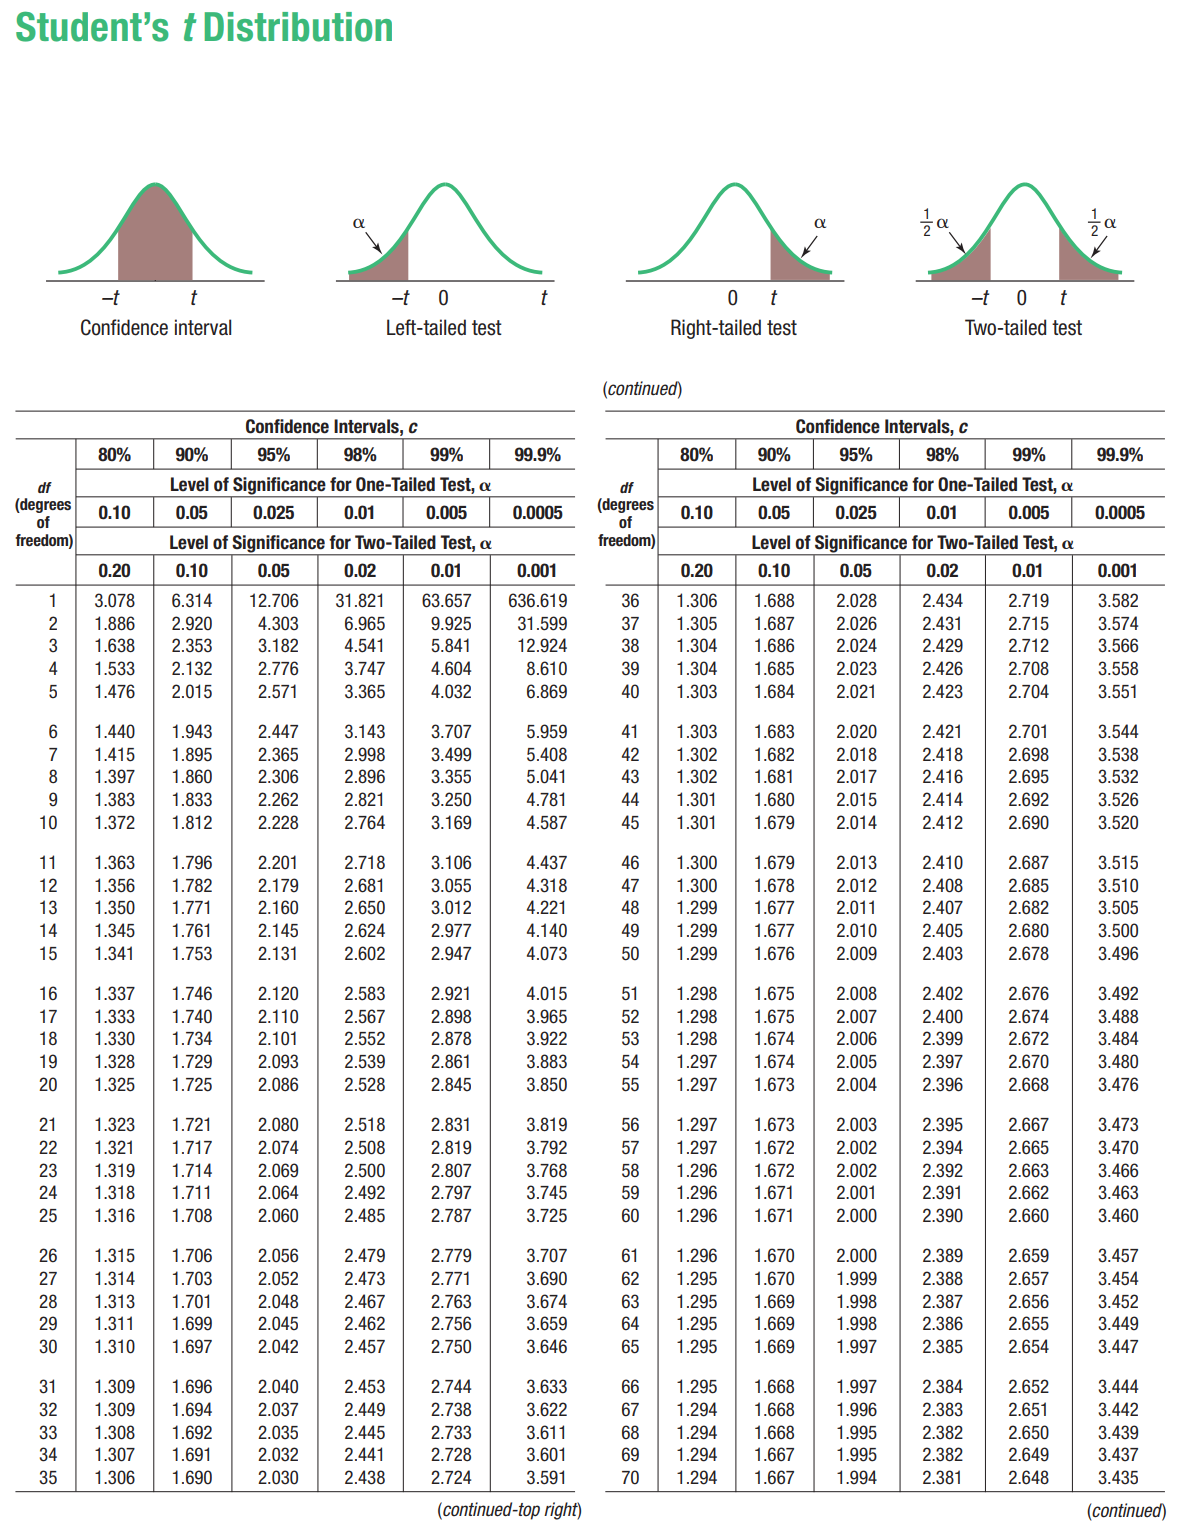 Student’s t Distribution
α
α
1/2 α
1/2 α
–t t
–t 0 t
0 t
–t 0 t
Confidence interval
Left-tailed test
Right-tailed test
Two-tailed test
(continued)
Confidence Intervals, c
80% 90% 95% 98% 99% 99.9%
df (degrees of freedom)
Level of Significance for One-Tailed Test, α
0.10 0.05 0.025 0.01 0.005 0.0005
Level of Significance for Two-Tailed Test, α
0.20 0.10 0.05 0.02 0.01 0.001
1 3.078 6.314 12.706 31.821 63.657 636.619
2 1.886 2.920 4.303 6.965 9.925 31.599
3 1.638 2.353 3.182 4.541 5.841 12.924
4 1.533 2.132 2.776 3.747 4.604 8.610
5 1.476 2.015 2.571 3.365 4.032 6.869
6 1.440 1.943 2.447 3.143 3.707 5.959
7 1.415 1.895 2.365 2.998 3.499 5.408
8 1.397 1.860 2.306 2.896 3.355 5.041
9 1.383 1.833 2.262 2.821 3.250 4.781
10 1.372 1.812 2.228 2.764 3.169 4.587
11 1.363 1.796 2.201 2.718 3.106 4.437
12 1.356 1.782 2.179 2.681 3.055 4.318
13 1.350 1.771 2.160 2.650 3.012 4.221
14 1.345 1.761 2.145 2.624 2.977 4.140
15 1.341 1.753 2.131 2.602 2.947 4.073
16 1.337 1.746 2.120 2.583 2.921 4.015
17 1.333 1.740 2.110 2.567 2.898 3.965
18 1.330 1.734 2.101 2.552 2.878 3.922
19 1.328 1.729 2.093 2.539 2.861 3.883
20 1.325 1.725 2.086 2.528 2.845 3.850
21 1.323 1.721 2.080 2.518 2.831 3.819
22 1.321 1.717 2.074 2.508 2.819 3.792
23 1.319 1.714 2.069 2.500 2.807 3.768
24 1.318 1.711 2.064 2.492 2.797 3.745
25 1.316 1.708 2.060 2.485 2.787 3.725
26 1.315 1.706 2.056 2.479 2.779 3.707
27 1.314 1.703 2.052 2.473 2.771 3.690
28 1.313 1.701 2.048 2.467 2.763 3.674
29 1.311 1.699 2.045 2.462 2.756 3.659
30 1.310 1.697 2.042 2.457 2.750 3.646
31 1.309 1.696 2.040 2.453 2.744 3.633
32 1.309 1.694 2.037 2.449 2.738 3.622
33 1.308 1.692 2.035 2.445 2.733 3.611
34 1.307 1.691 2.032 2.441 2.728 3.601
35 1.306 1.690 2.030 2.438 2.724 3.591
(continued-top right)
Confidence Intervals, c
80% 90% 95% 98% 99% 99.9%
df (degrees of freedom)
Level of Significance for One-Tailed Test, α
0.10 0.05 0.025 0.01 0.005 0.0005
Level of Significance for Two-Tailed Test, α
0.20 0.10 0.05 0.02 0.01 0.001
36 1.306 1.688 2.028 2.434 2.719 3.582
37 1.305 1.687 2.026 2.431 2.715 3.574
38 1.304 1.686 2.024 2.429 2.712 3.566
39 1.304 1.685 2.023 2.426 2.708 3.558
40 1.303 1.684 2.021 2.423 2.704 3.551
41 1.303 1.683 2.020 2.421 2.701 3.544
42 1.302 1.682 2.018 2.418 2.698 3.538
43 1.302 1.681 2.017 2.416 2.695 3.532
44 1.301 1.680 2.015 2.414 2.692 3.526
45 1.301 1.679 2.014 2.412 2.690 3.520
46 1.300 1.679 2.013 2.410 2.687 3.515
47 1.300 1.678 2.012 2.408 2.685 3.510
48 1.299 1.677 2.011 2.407 2.682 3.505
49 1.299 1.677 2.010 2.405 2.680 3.500
50 1.299 1.676 2.009 2.403 2.678 3.496
51 1.298 1.675 2.008 2.402 2.676 3.492
52 1.298 1.675 2.007 2.400 2.674 3.488
53 1.298 1.674 2.006 2.399 2.672 3.484
54 1.297 1.674 2.005 2.397 2.670 3.480
55 1.297 1.673 2.004 2.396 2.668 3.476
56 1.297 1.673 2.003 2.395 2.667 3.473
57 1.297 1.672 2.002 2.394 2.665 3.470
58 1.296 1.672 2.002 2.392 2.663 3.466
59 1.296 1.671 2.001 2.391 2.662 3.463
60 1.296 1.671 2.000 2.390 2.660 3.460
61 1.296 1.670 2.000 2.389 2.659 3.457
62 1.295 1.670 1.999 2.388 2.657 3.454
63 1.295 1.669 1.998 2.387 2.656 3.452
64 1.295 1.669 1.998 2.386 2.655 3.449
65 1.295 1.669 1.997 2.385 2.654 3.447
66 1.295 1.668 1.997 2.384 2.652 3.444
67 1.294 1.668 1.996 2.383 2.651 3.442
68 1.294 1.668 1.995 2.382 2.650 3.439
69 1.294 1.667 1.995 2.382 2.649 3.437
70 1.294 1.667 1.994 2.381 2.648 3.435
(continued)